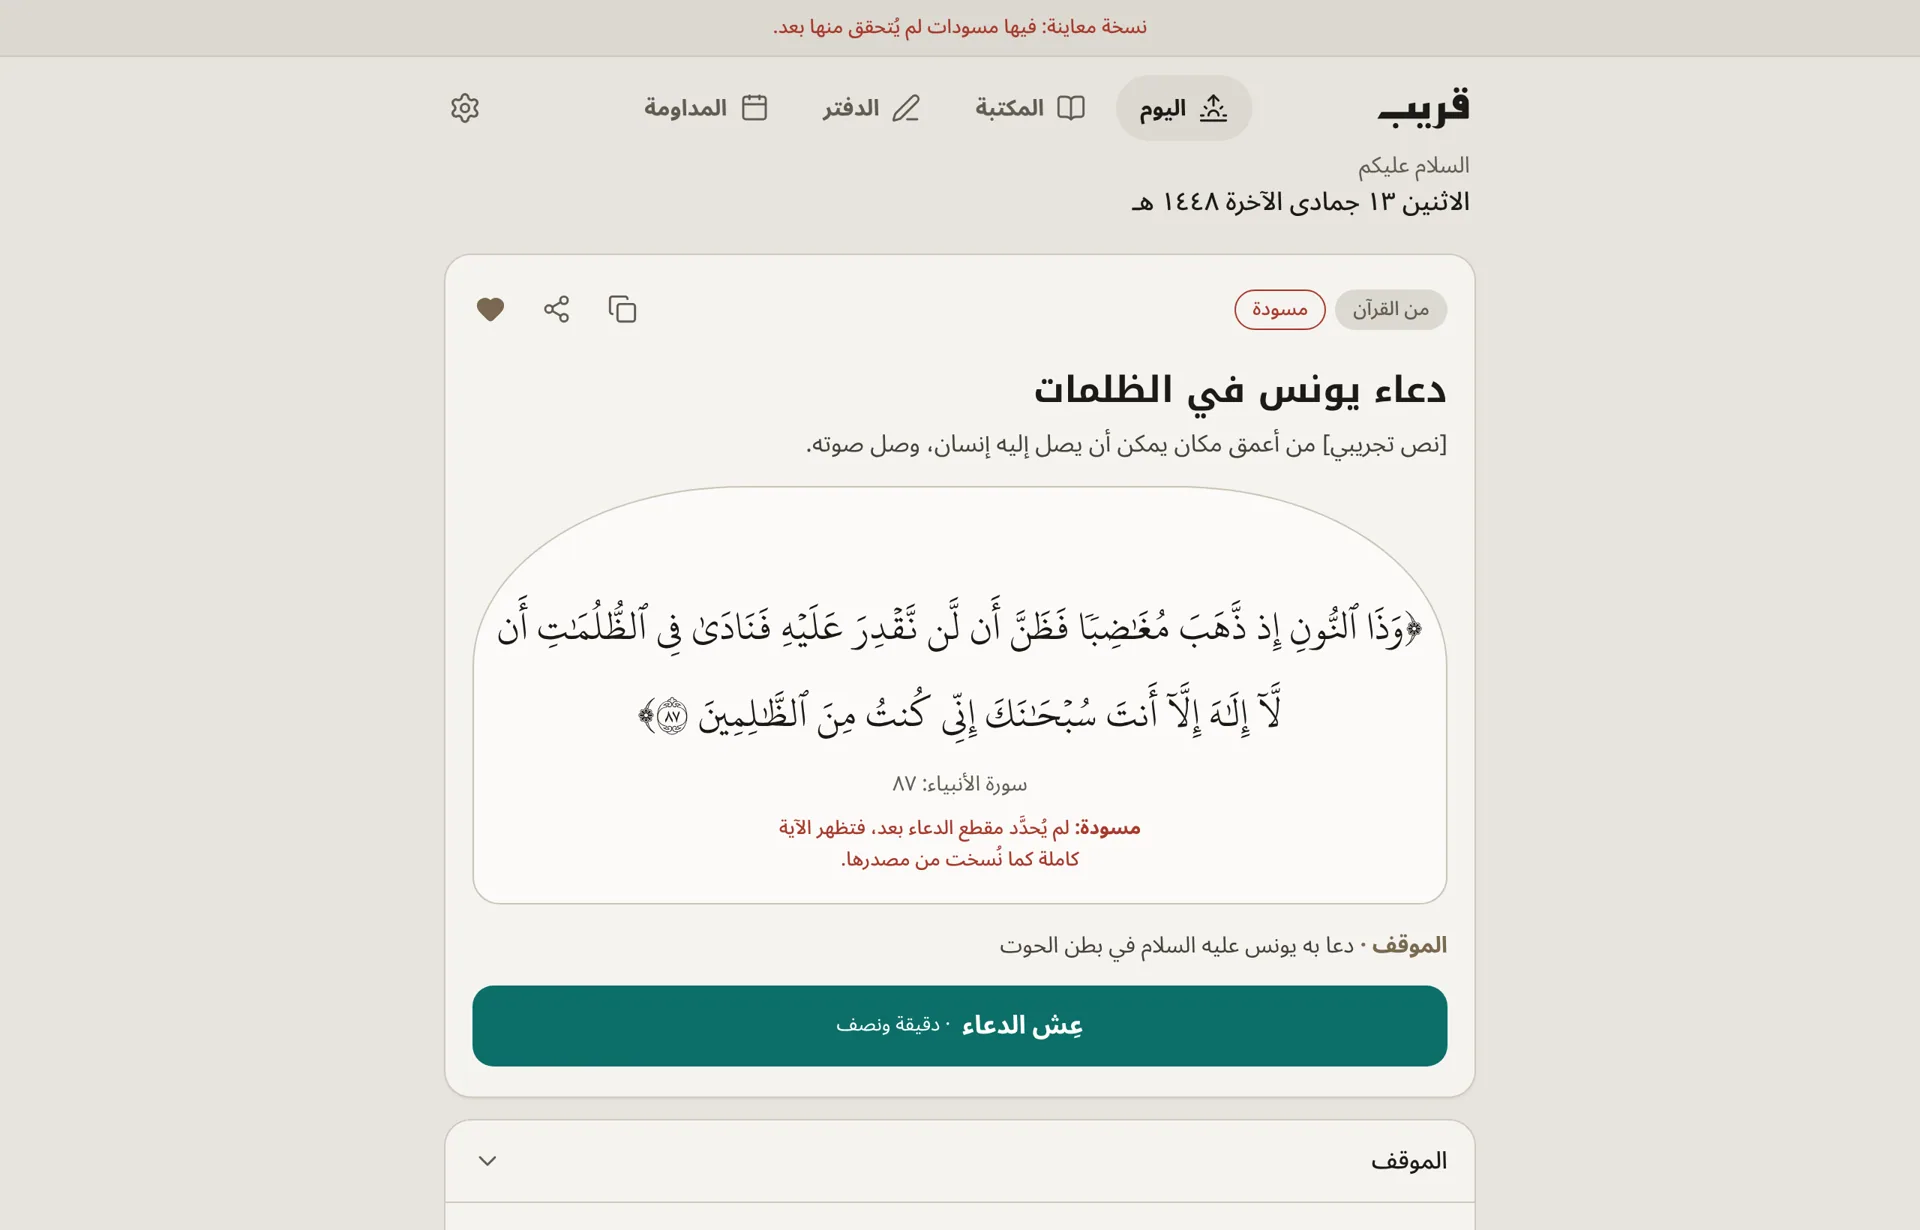 نسخة معاينة: فيها مسودات لم يُتحقق منها بعد.
قريب
اليوم
المكتبة
الدفتر
المداومة
السلام عليكم
الاثنين ١٣ جمادى الآخرة ١٤٤٨ هـ
من القرآن
مسودة
دعاء يونس في الظلمات
[نص تجريبي] من أعمق مكان يمكن أن يصل إليه إنسان، وصل صوته.
﴿وَذَا ٱلنُّونِ إِذ ذَّهَبَ مُغَـٰضِبٗا فَظَنَّ أَن لَّن نَّقۡدِرَ عَلَيۡهِ فَنَادَىٰ فِی ٱلظُّلُمَـٰتِ أَن
لَّاۤ إِلَـٰهَ إِلَّاۤ أَنتَ سُبۡحَـٰنَكَ إِنِّی كُنتُ مِنَ ٱلظَّـٰلِمِینَ ٨٧﴾
سورة الأنبياء: ٨٧
مسودة: لم يُحدَّد مقطع الدعاء بعد، فتظهر الآية
كاملة كما نُسخت من مصدرها.
الموقف · دعا به يونس عليه السلام في بطن الحوت
عِش الدعاء · دقيقة ونصف
الموقف